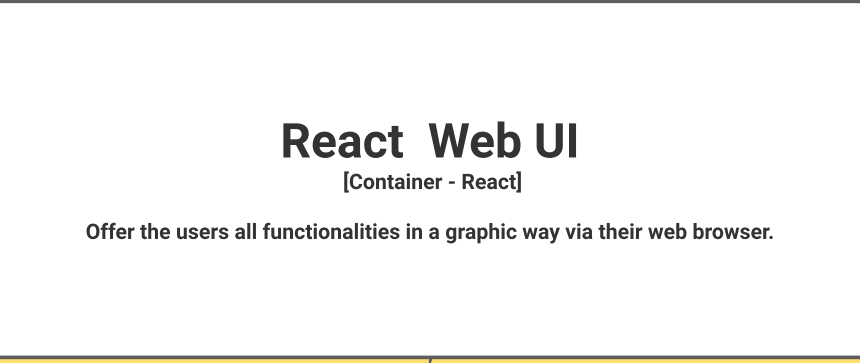 React  Web UI
[Container - React]
Offer the users all functionalities in a graphic way via their web browser.